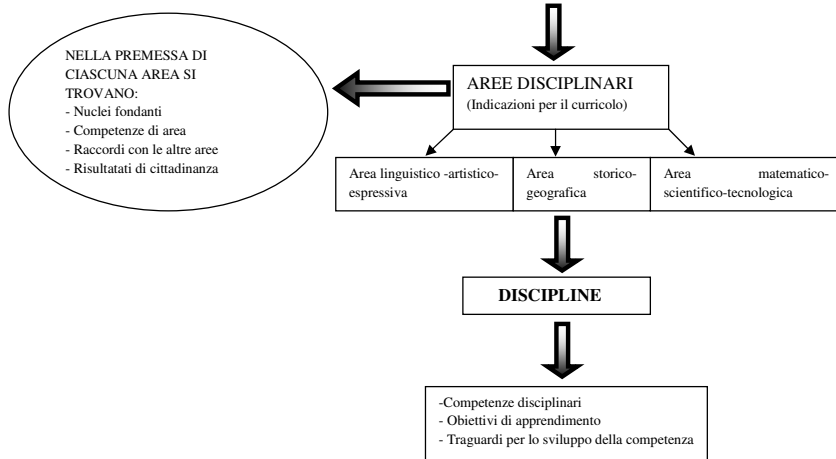 NELLA PREMESSA DI
CIASCUNA AREA SI
TROVANO:
- Nuclei fondanti
- Competenze di area
- Raccordi con le altre aree
- Risultatati di cittadinanza
AREE DISCIPLINARI
(Indicazioni per il curricolo)
Area linguistico -artistico-
espressiva
Area storico-
geografica
Area matematico-
scientifico-tecnologica
DISCIPLINE
-Competenze disciplinari
- Obiettivi di apprendimento
- Traguardi per lo sviluppo della competenza